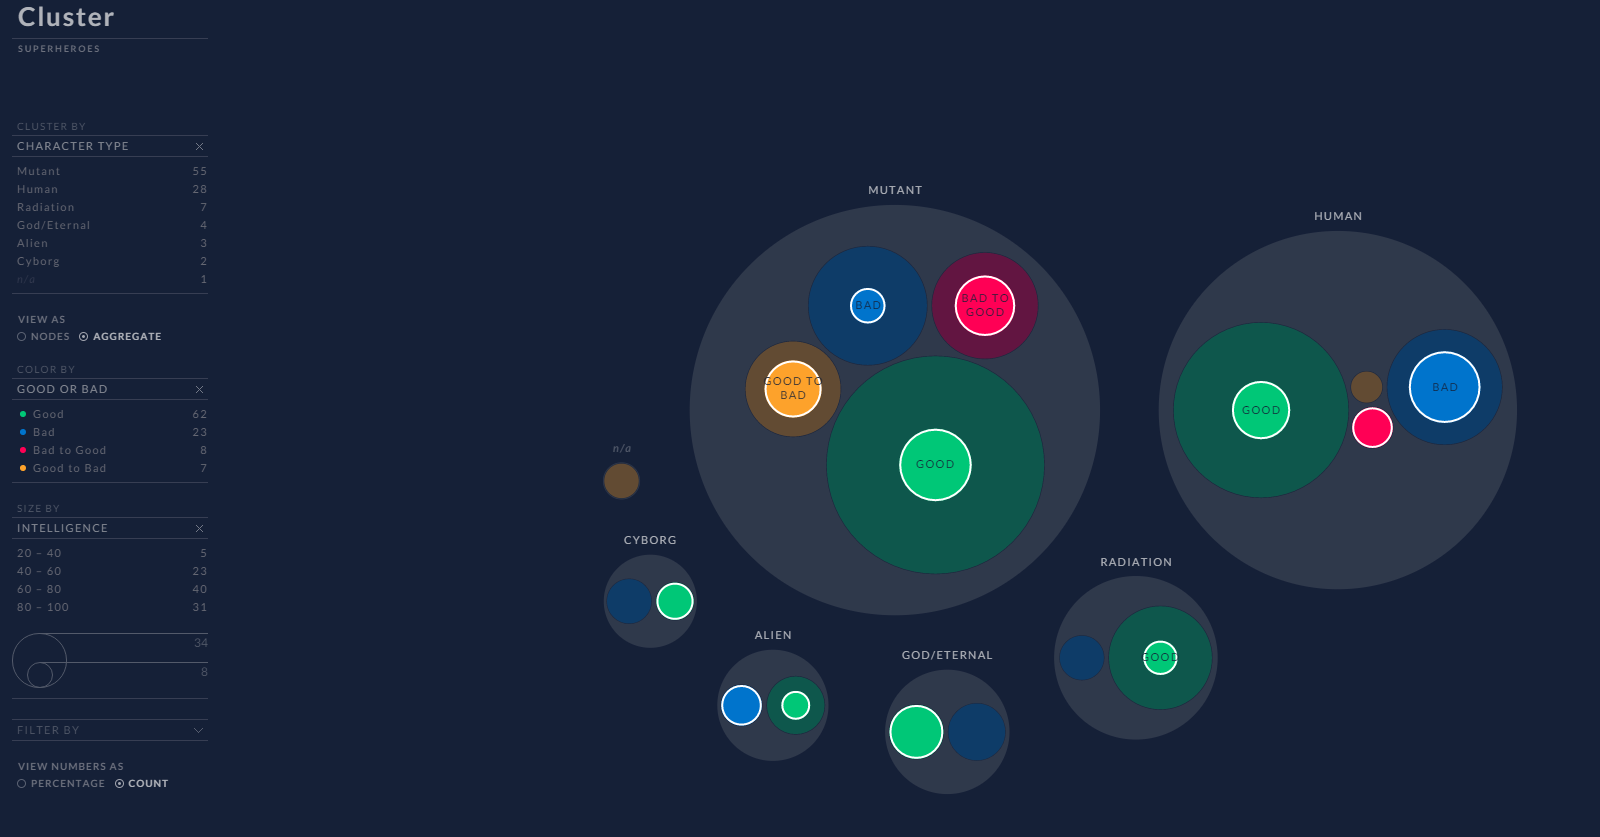 Cluster
SUPERHEROES
CLUSTER BY
CHARACTER TYPE
Mutant 55
Human 28
Radiation 7
God/Eternal 4
Alien 3
Cyborg 2
n/a 1
VIEW AS
NODES AGGREGATE
COLOR BY
GOOD OR BAD
Good 62
Bad 23
Bad to Good 8
Good to Bad 7
SIZE BY
INTELLIGENCE
20 – 40 5
40 – 60 23
60 – 80 40
80 – 100 31
34
8
FILTER BY
VIEW NUMBERS AS
PERCENTAGE COUNT
MUTANT
BAD
BAD TO
GOOD
GOOD TO
BAD
GOOD
HUMAN
GOOD
BAD
n/a
CYBORG
ALIEN
GOD/ETERNAL
RADIATION
GOOD